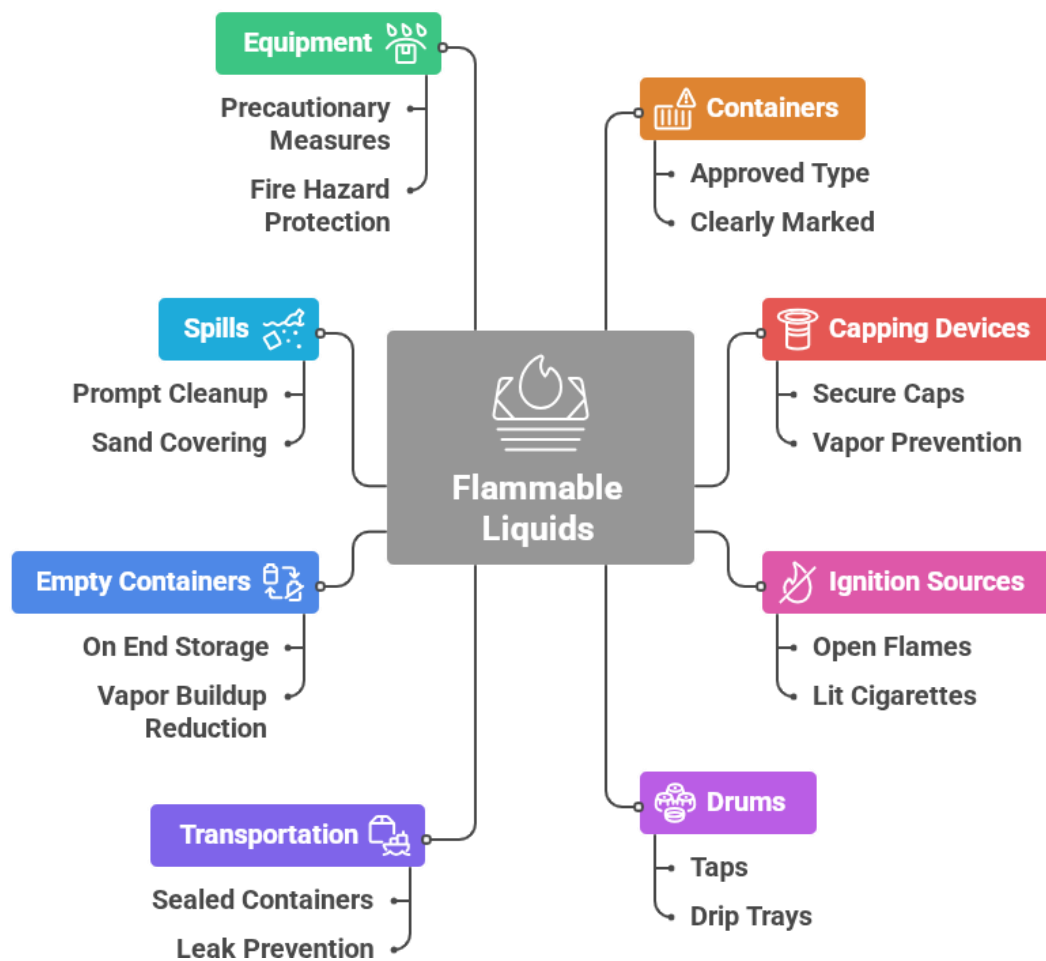 Equipment
Precautionary
Measures
Fire Hazard
Protection
Containers
Approved Type
Clearly Marked
Spills
Prompt Cleanup
Sand Covering
Capping Devices
Secure Caps
Vapor Prevention
Flammable
Liquids
Empty Containers
On End Storage
Vapor Buildup
Reduction
Ignition Sources
Open Flames
Lit Cigarettes
Transportation
Sealed Containers
Leak Prevention
Drums
Taps
Drip Trays